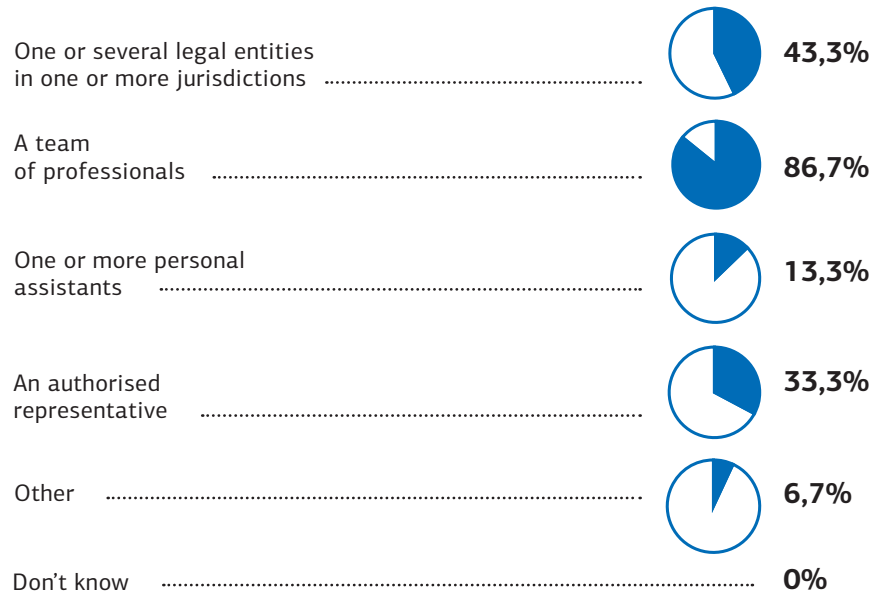 One or several legal entities
in one or more jurisdictions
43,3%
A team
of professionals
86,7%
One or more personal
assistants
13,3%
An authorised
representative
33,3%
Other
6,7%
Don't know
0%